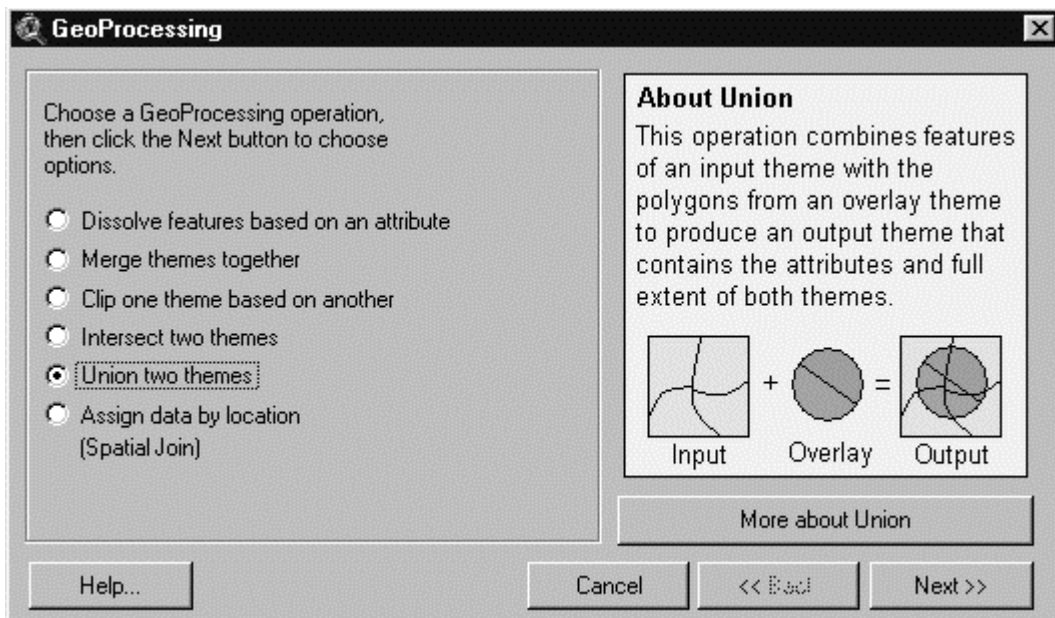 GeoProcessing
Choose a GeoProcessing operation,
then click the Next button to choose
options.
Dissolve features based on an attribute
Merge themes together
Clip one theme based on another
Intersect two themes
Union two themes
Assign data by location
(Spatial Join)
About Union
This operation combines features
of an input theme with the
polygons from an overlay theme
to produce an output theme that
contains the attributes and full
extent of both themes.
+ =
Input Overlay Output
More about Union
Help... Cancel << Back Next >>